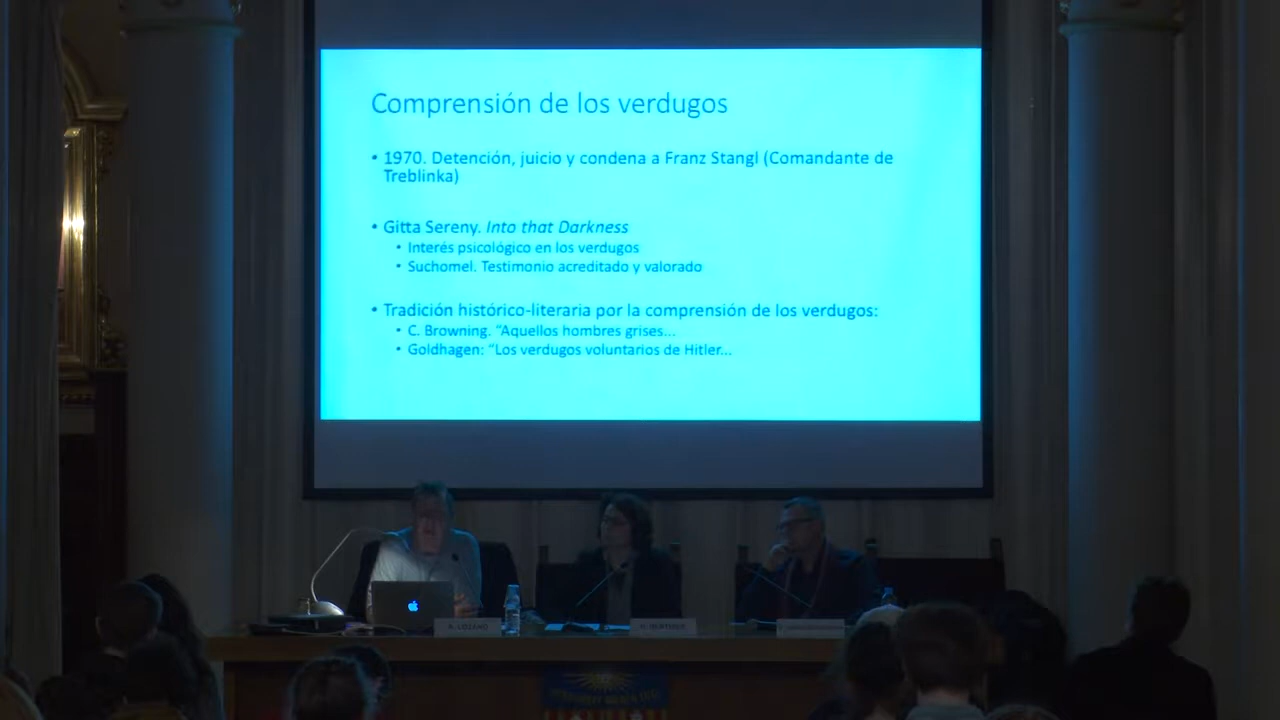 Comprensión de los verdugos
• 1970. Detención, juicio y condena a Franz Stangl (Comandante de
Treblinka)
• Gitta Sereny. Into that Darkness
• Interés psicológico en los verdugos
• Suchomel. Testimonio acreditado y valorado
• Tradición histórico-literaria por la comprensión de los verdugos:
• C. Browning. “Aquellos hombres grises...
• Goldhagen: “Los verdugos voluntarios de Hitler...
A. LOZANO